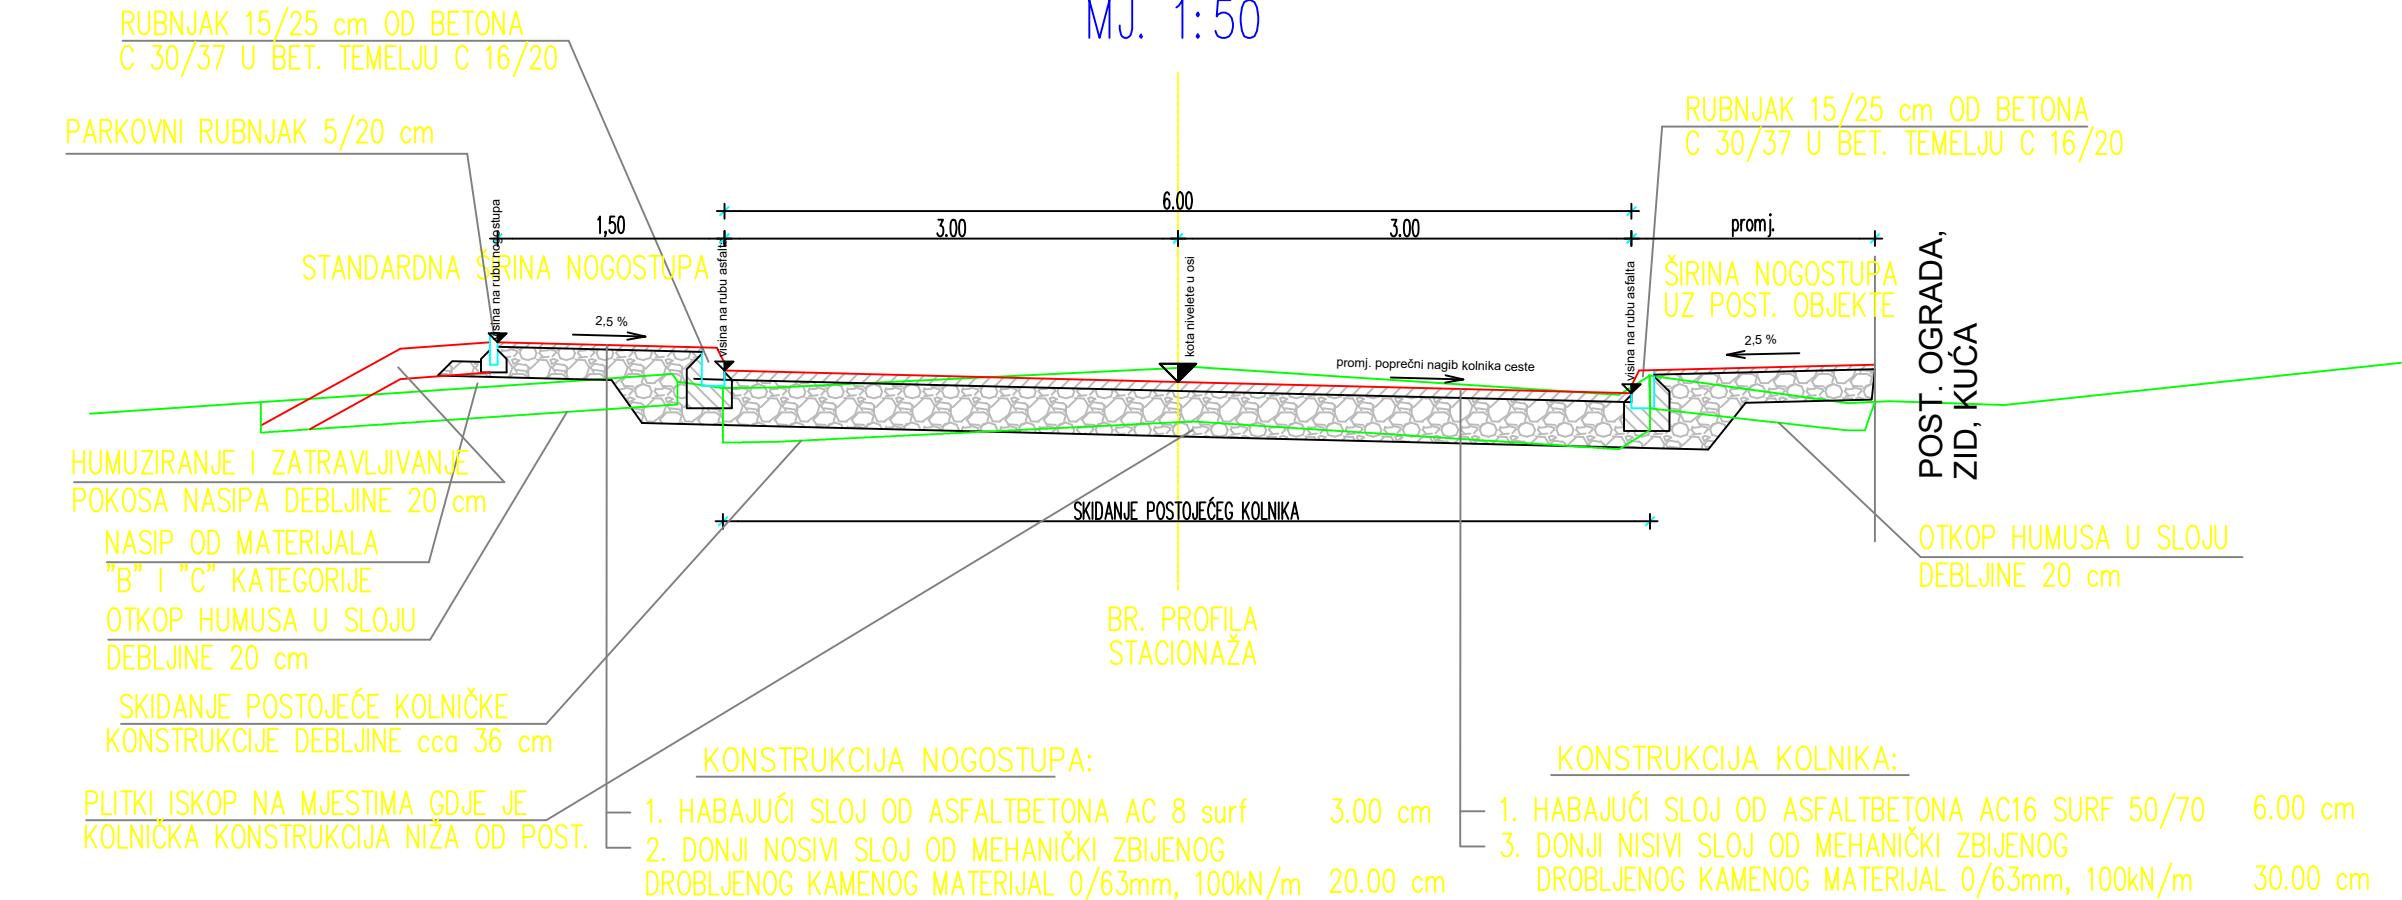 MJ. 1:50
RUBNJAK 15/25 cm OD BETONA
C 30/37 U BET. TEMELJU C 16/20
PARKOVNI RUBNJAK 5/20 cm
RUBNJAK 15/25 cm OD BETONA
C 30/37 U BET. TEMELJU C 16/20
6.00
1,50
3.00
3.00
promj.
STANDARDNA ŠIRINA NOGOSTUPA
ŠIRINA NOGOSTUPA
UZ POST. OBJEKTE
visina na rubu nogostupa
visina na rubu asfalta
kota nivelete u osi
visina na rubu asfalta
POST. OGRADA,
ZID, KUĆA
2,5 %
promj. poprečni nagib kolnika ceste
2,5 %
HUMUZIRANJE I ZATRAVLJIVANJE
POKOSA NASIPA DEBLJINE 20 cm
NASIP OD MATERIJALA
"B" I "C" KATEGORIJE
OTKOP HUMUSA U SLOJU
DEBLJINE 20 cm
SKIDANJE POSTOJEĆE KOLNIČKE
KONSTRUKCIJE DEBLJINE cca 36 cm
PLITKI ISKOP NA MJESTIMA GDJE JE
KOLNIČKA KONSTRUKCIJA NIŽA OD POST.
SKIDANJE POSTOJEĆEG KOLNIKA
OTKOP HUMUSA U SLOJU
DEBLJINE 20 cm
BR. PROFILA
STACIONAŽA
KONSTRUKCIJA NOGOSTUPA:
1. HABAJUĆI SLOJ OD ASFALTBETONA AC 8 surf 3.00 cm
2. DONJI NOSIVI SLOJ OD MEHANIČKI ZBIJENOG
DROBLJENOG KAMENOG MATERIJAL 0/63mm, 100kN/m 20.00 cm
KONSTRUKCIJA KOLNIKA:
1. HABAJUĆI SLOJ OD ASFALTBETONA AC16 SURF 50/70 6.00 cm
3. DONJI NISIVI SLOJ OD MEHANIČKI ZBIJENOG
DROBLJENOG KAMENOG MATERIJAL 0/63mm, 100kN/m 30.00 cm